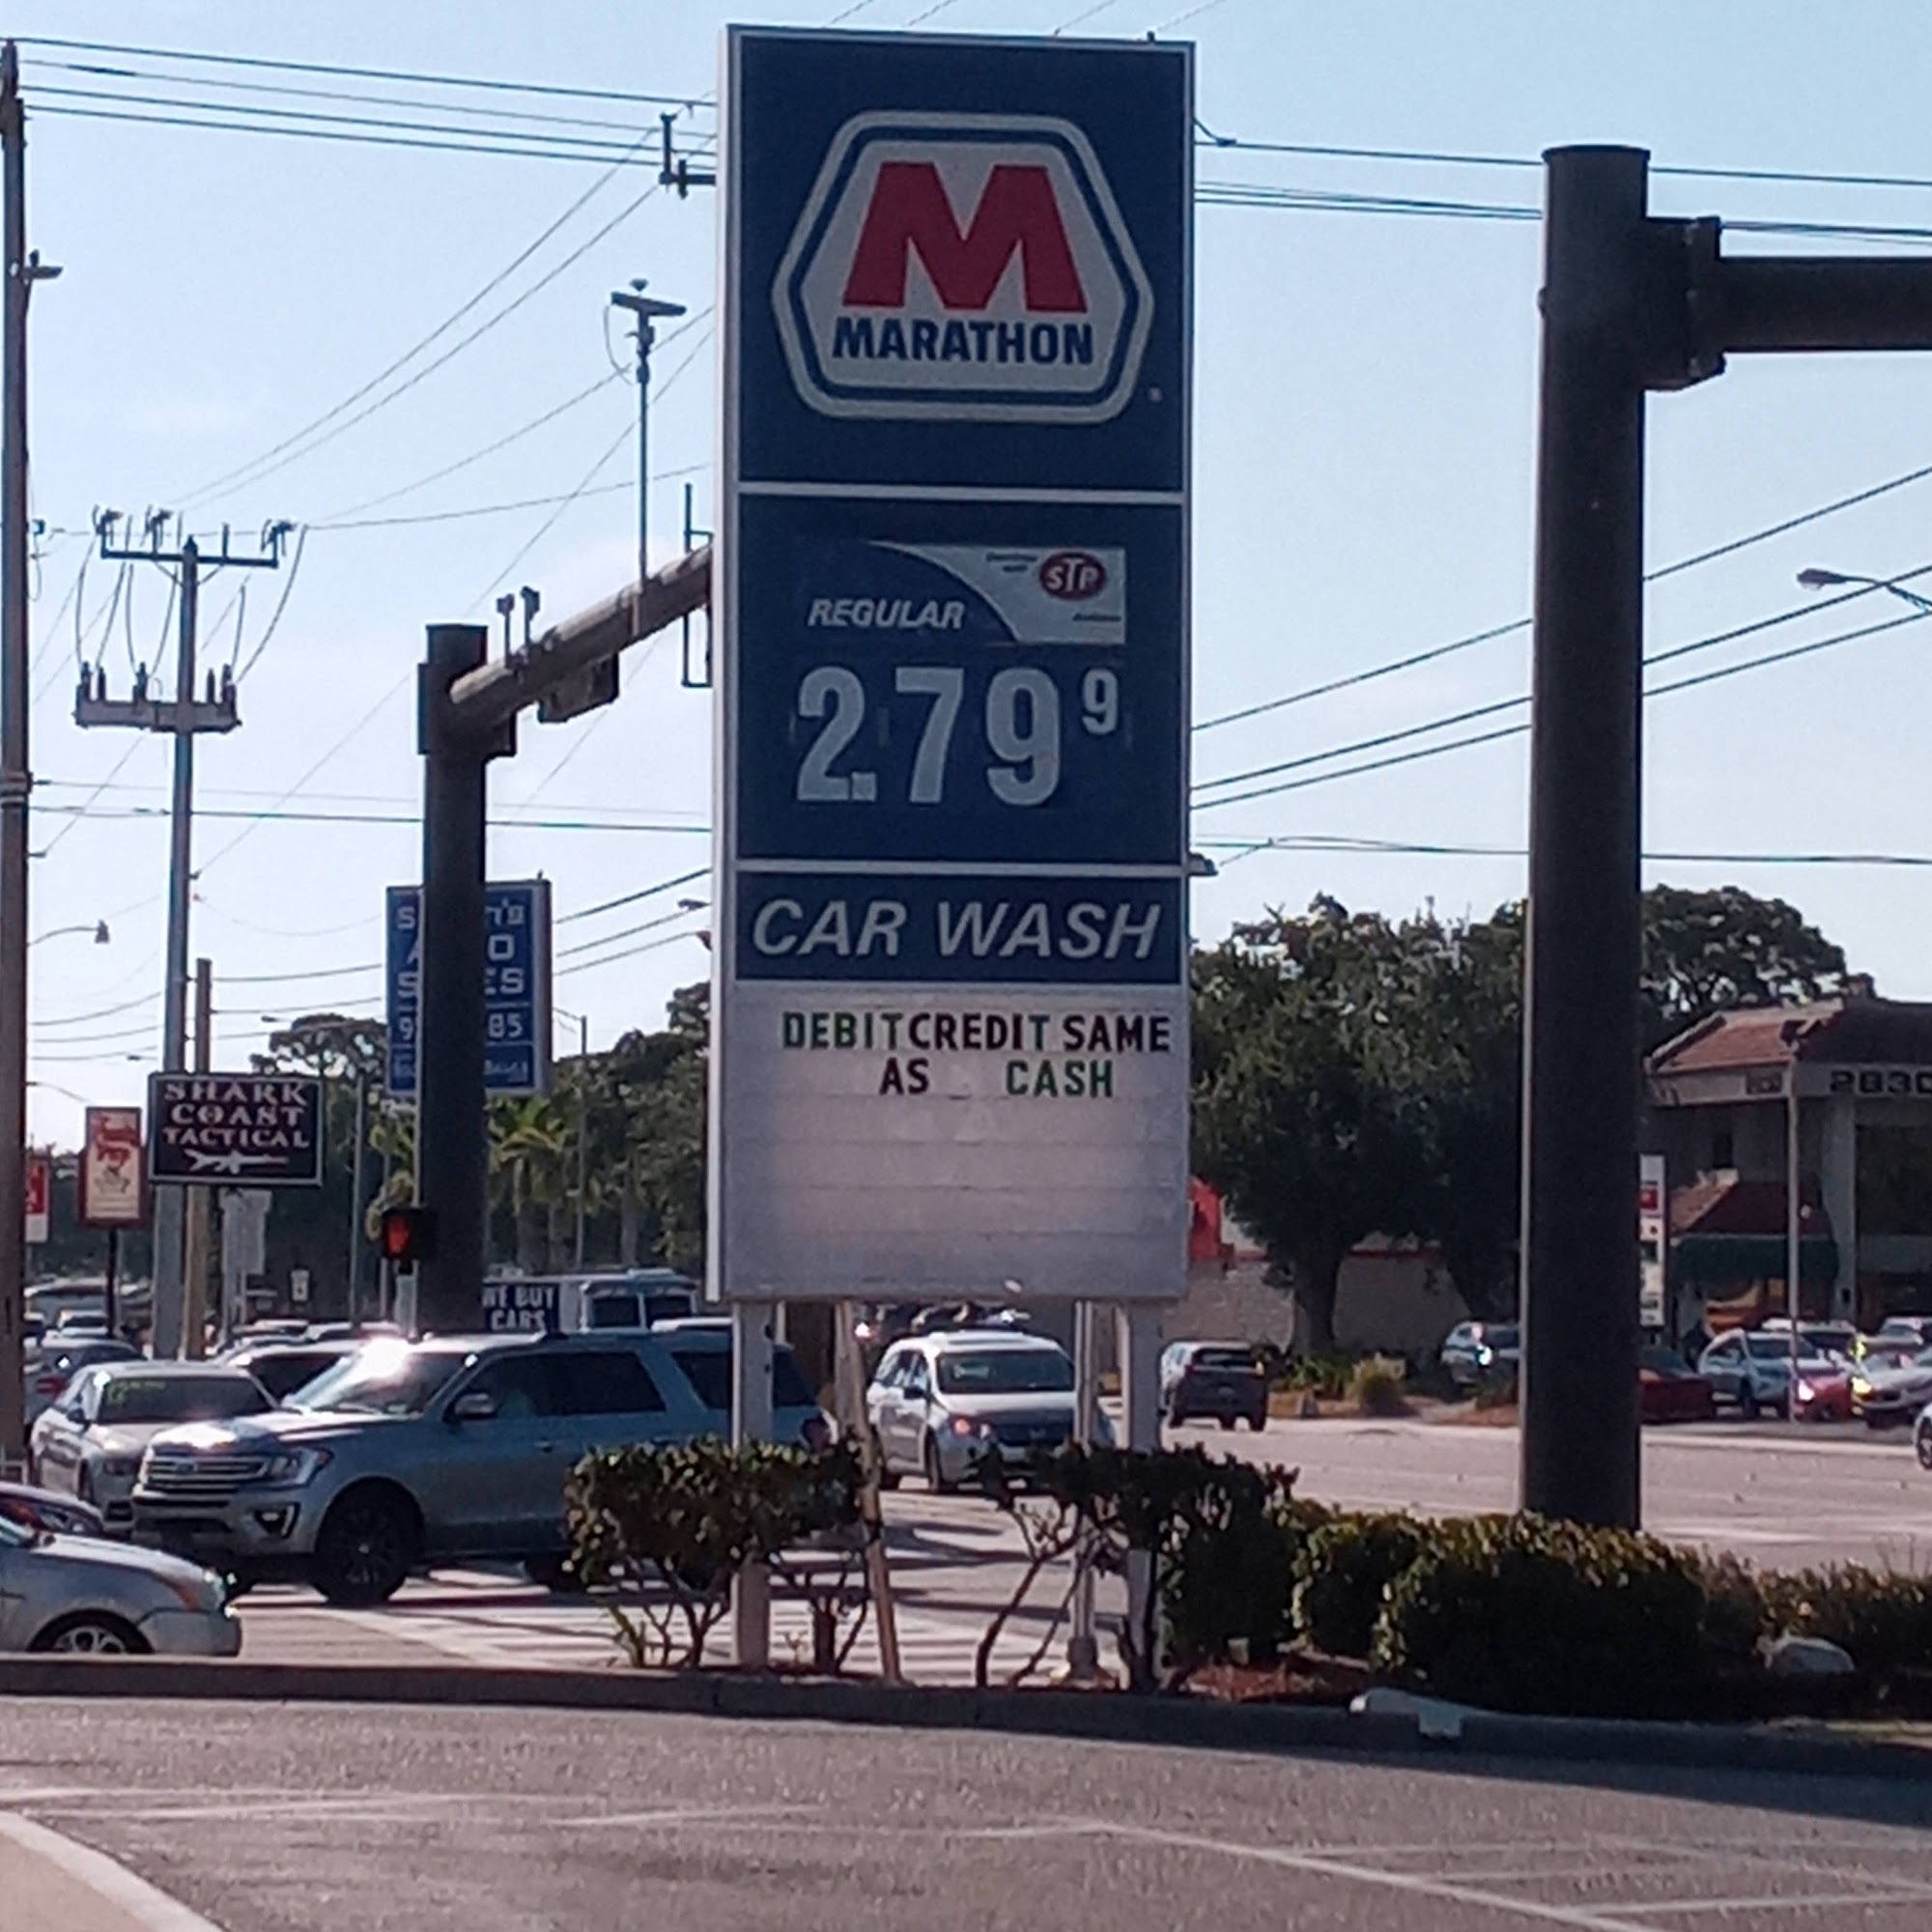 M
MARATHON
STP
REGULAR
2.79 9
CAR WASH
DEBIT CREDIT SAME
AS CASH
SHARK
COAST
TACTICAL
WE BUY
CARS